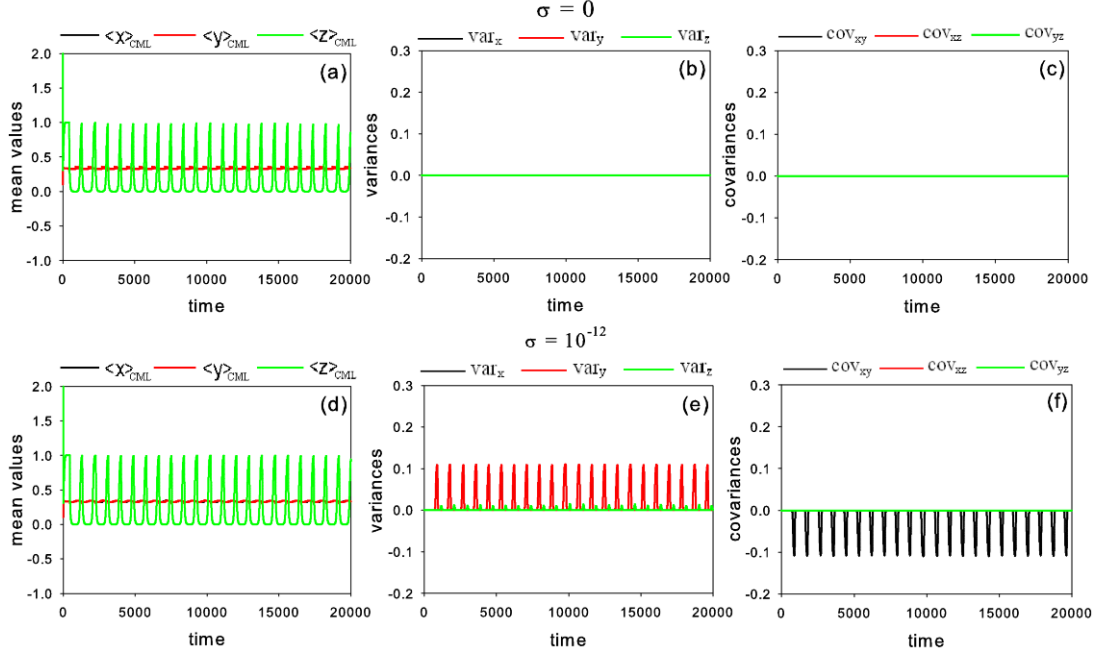 σ = 0
<x>CML <y>CML <z>CML
varx vary varz
covxy covxz covyz
(a)
(b)
(c)
mean values
2.0
1.5
1.0
0.5
0.0
-0.5
-1.0
0 5000 10000 15000 20000
time
variances
0.3
0.2
0.1
0.0
-0.1
-0.2
0 5000 10000 15000 20000
time
covariances
0.3
0.2
0.1
0.0
-0.1
-0.2
0 5000 10000 15000 20000
time
σ = 10-12
<x>CML <y>CML <z>CML
varx vary varz
covxy covxz covyz
(d)
(e)
(f)
mean values
2.0
1.5
1.0
0.5
0.0
-0.5
-1.0
0 5000 10000 15000 20000
time
variances
0.3
0.2
0.1
0.0
-0.1
-0.2
0 5000 10000 15000 20000
time
covariances
0.3
0.2
0.1
0.0
-0.1
-0.2
0 5000 10000 15000 20000
time